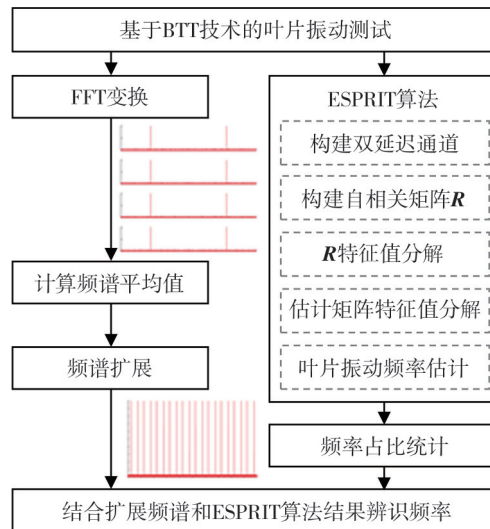 基于BTT技术的叶片振动测试
FFT变换
计算频谱平均值
频谱扩展
ESPRIT算法
构建双延迟通道
构建自相关矩阵R
R特征值分解
估计矩阵特征值分解
叶片振动频率估计
频率占比统计
结合扩展频谱和ESPRIT算法结果辨识频率